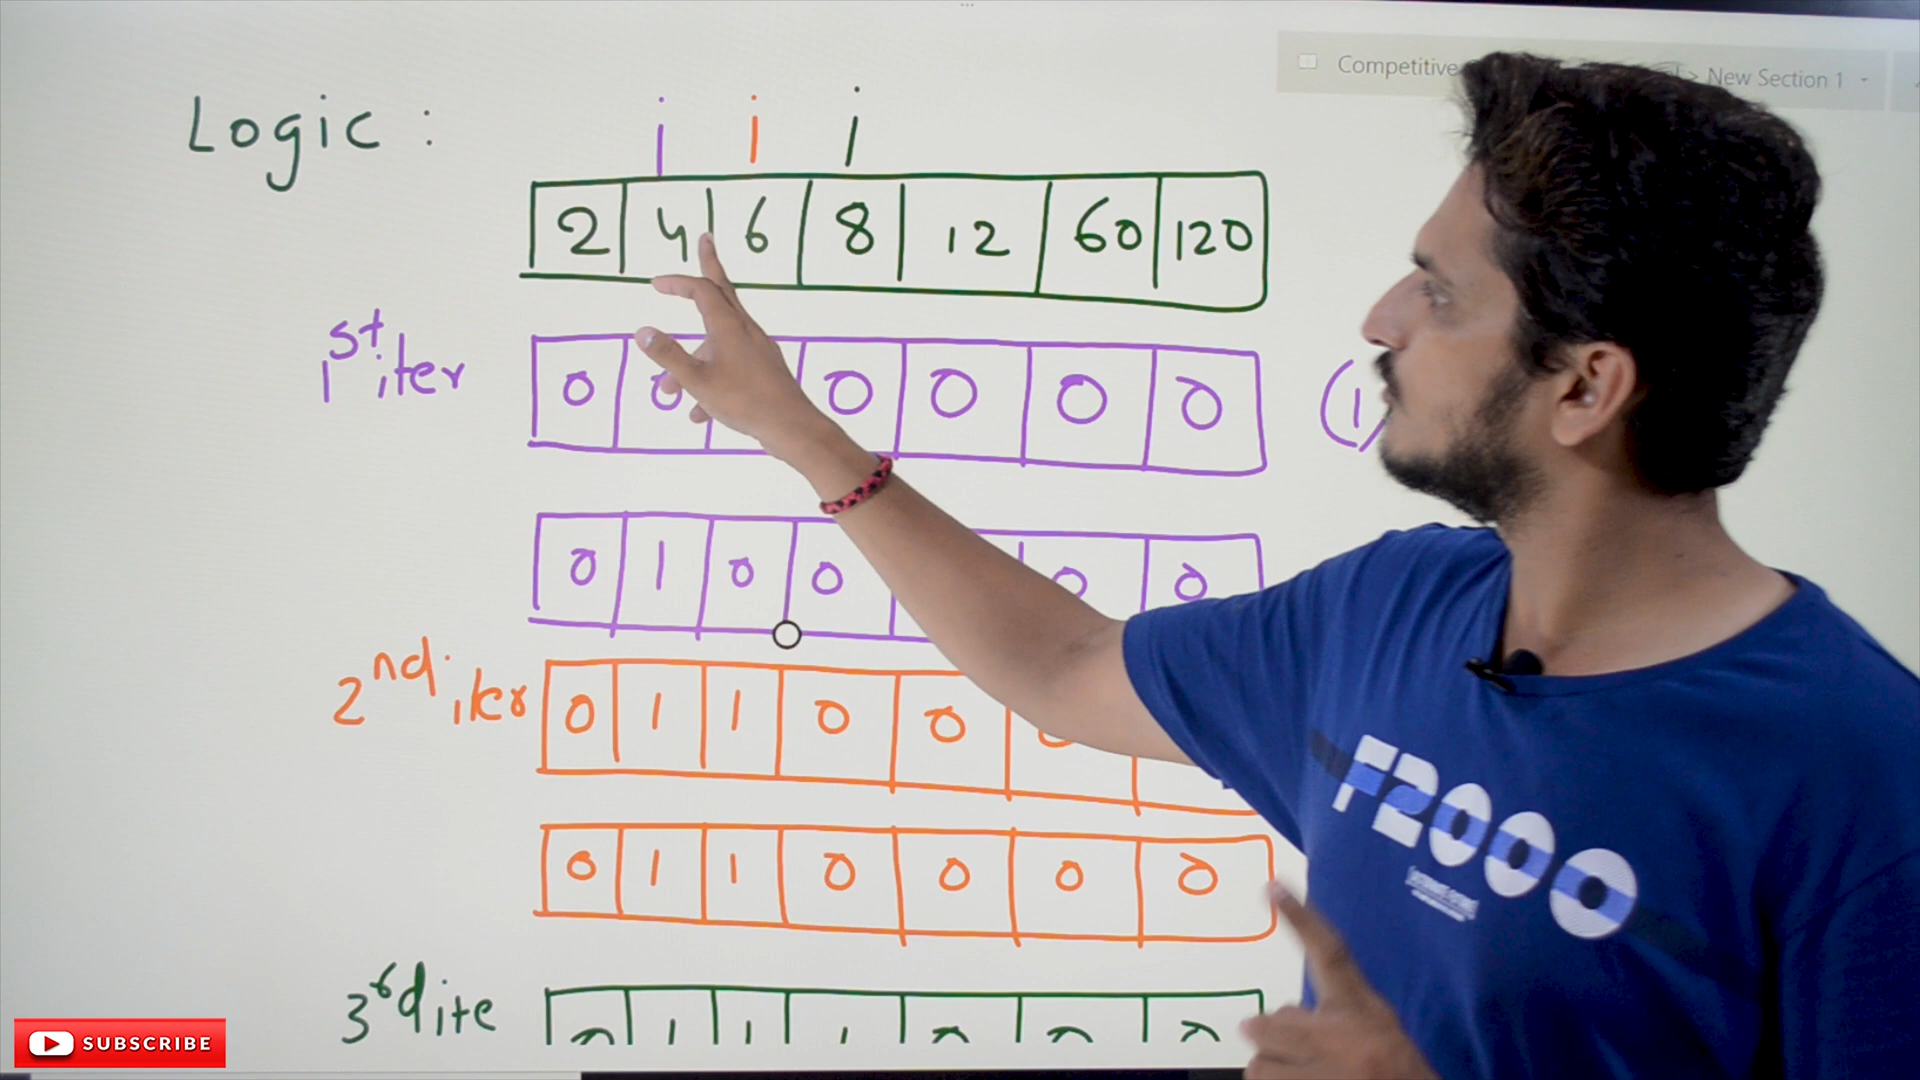 Competitive > New Section 1
Logic :
i i i
2 4 6 8 12 60 120
1st iter 0 0 0 0 0 0 (1)
0 1 0 0 0 0
2nd iter 0 1 1 0 0
0 1 1 0 0 0 0
F2000
SUBSCRIBE